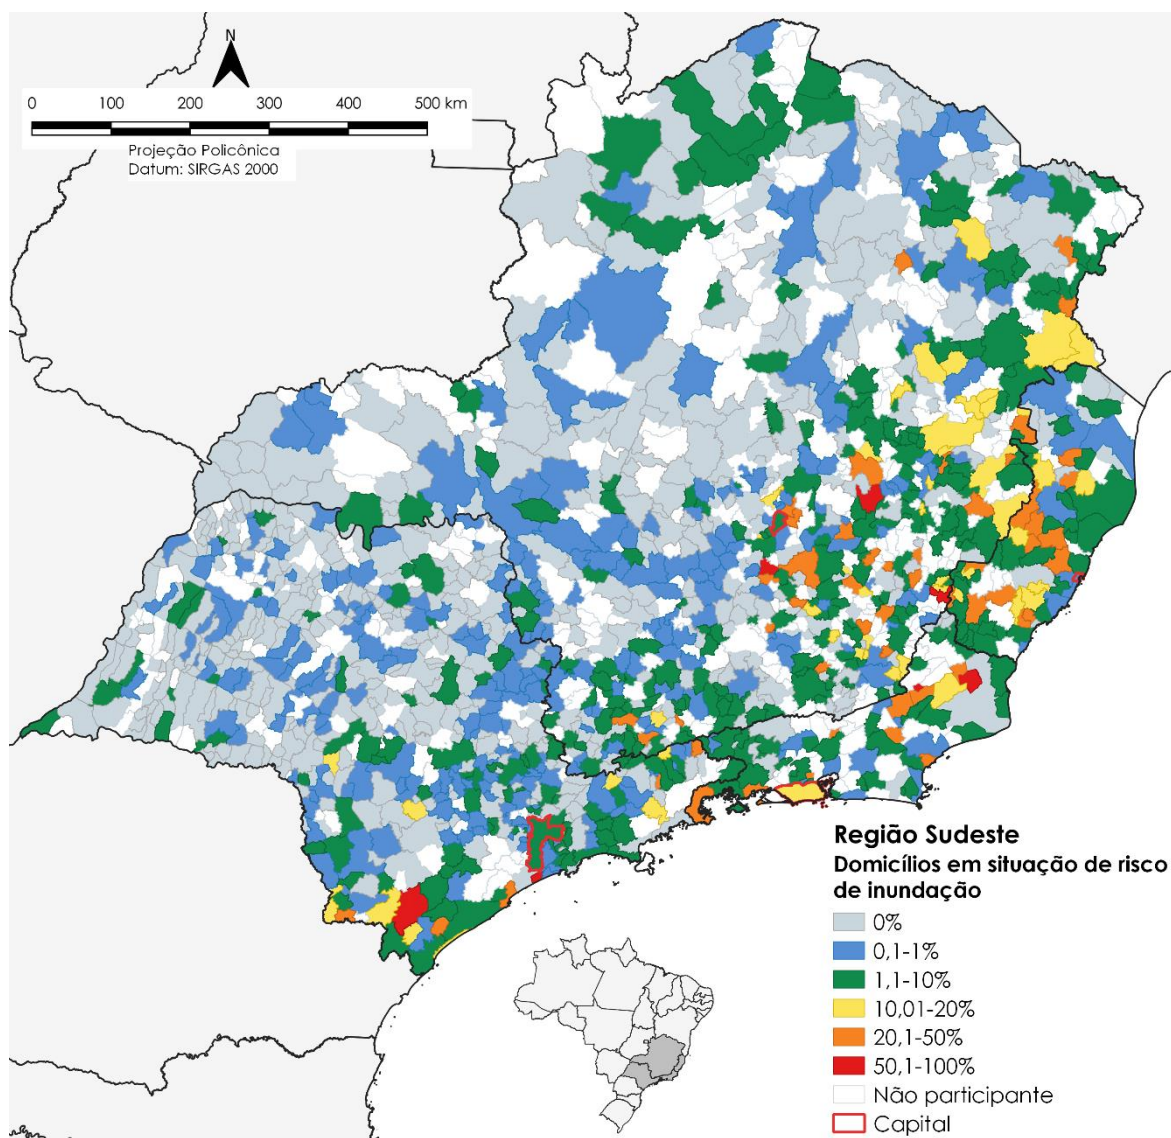 N
0 100 200 300 400 500 km
Projeção Policônica
Datum: SIRGAS 2000
Região Sudeste
Domicílios em situação de risco
de inundação
0%
0,1-1%
1,1-10%
10,01-20%
20,1-50%
50,1-100%
Não participante
Capital